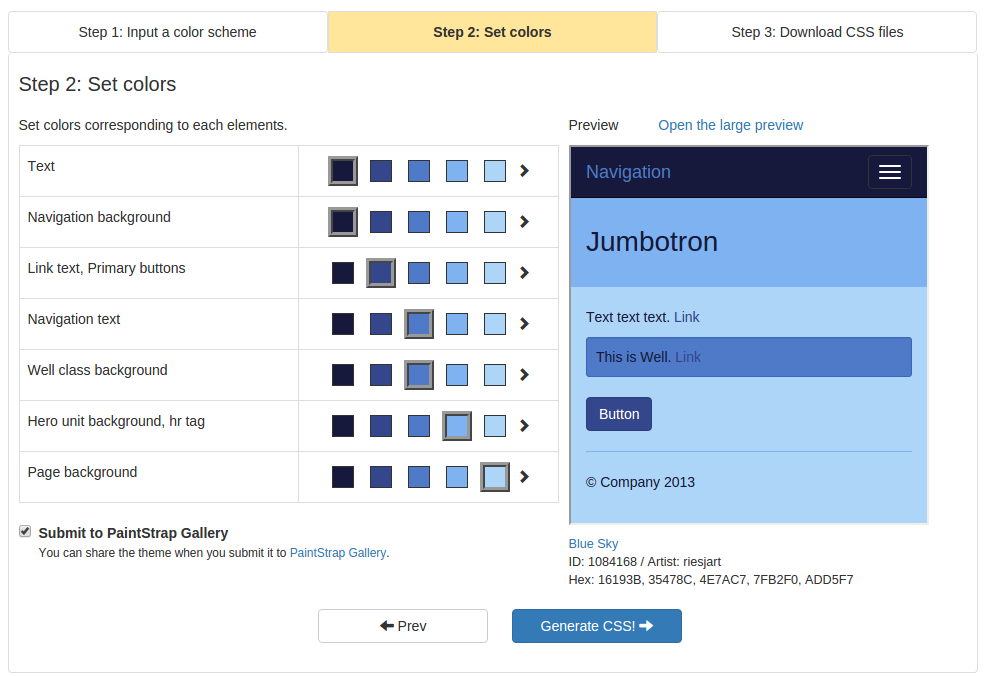 Step 1: Input a color scheme
Step 2: Set colors
Step 3: Download CSS files
Step 2: Set colors
Set colors corresponding to each elements.
Text
Navigation background
Link text, Primary buttons
Navigation text
Well class background
Hero unit background, hr tag
Page background
Submit to PaintStrap Gallery
You can share the theme when you submit it to PaintStrap Gallery.
Preview
Open the large preview
Navigation
Jumbotron
Text text text. Link
This is Well. Link
Button
© Company 2013
Blue Sky
ID: 1084168 / Artist: riesjart
Hex: 16193B, 35478C, 4E7AC7, 7FB2F0, ADD5F7
Prev
Generate CSS!